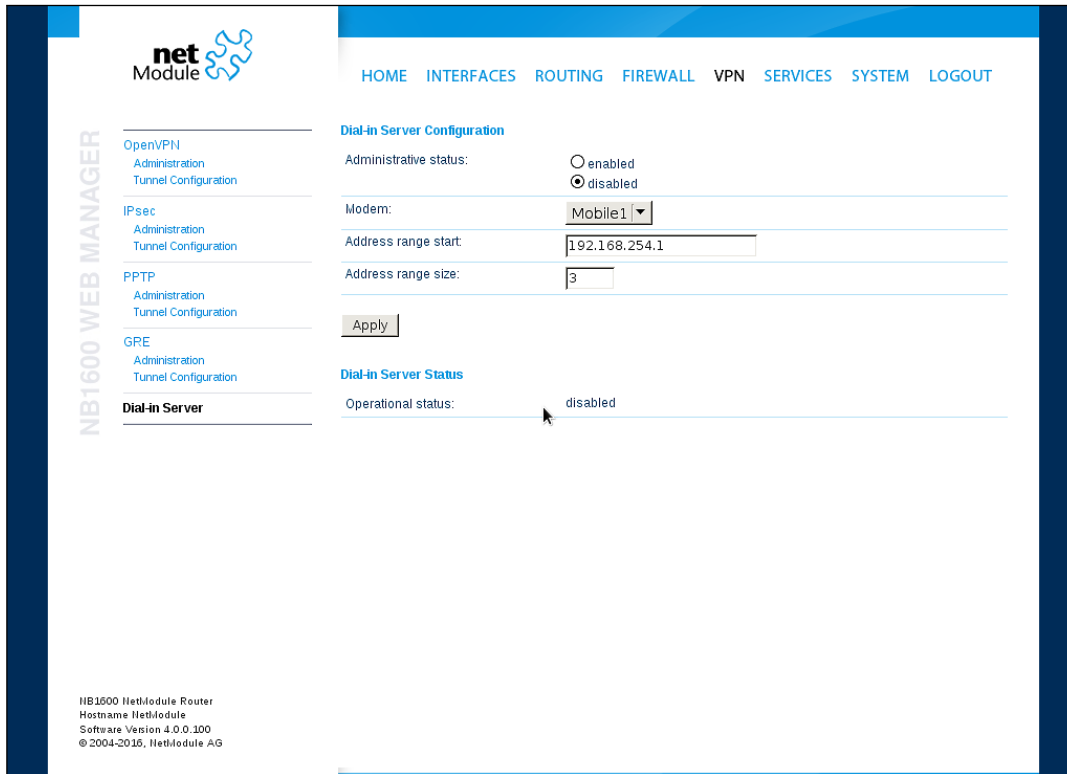 net
Module
HOME INTERFACES ROUTING FIREWALL VPN SERVICES SYSTEM LOGOUT
NB1600 WEB MANAGER
OpenVPN
Administration
Tunnel Configuration
IPsec
Administration
Tunnel Configuration
PPTP
Administration
Tunnel Configuration
GRE
Administration
Tunnel Configuration
Dial-in Server
Dial-in Server Configuration
Administrative status:
enabled
disabled
Modem: Mobile1
Address range start: 192.168.254.1
Address range size: 3
Apply
Dial-in Server Status
Operational status: disabled
NB1600 NetModule Router
Hostname NetModule
Software Version 4.0.0.100
© 2004-2016, NetModule AG